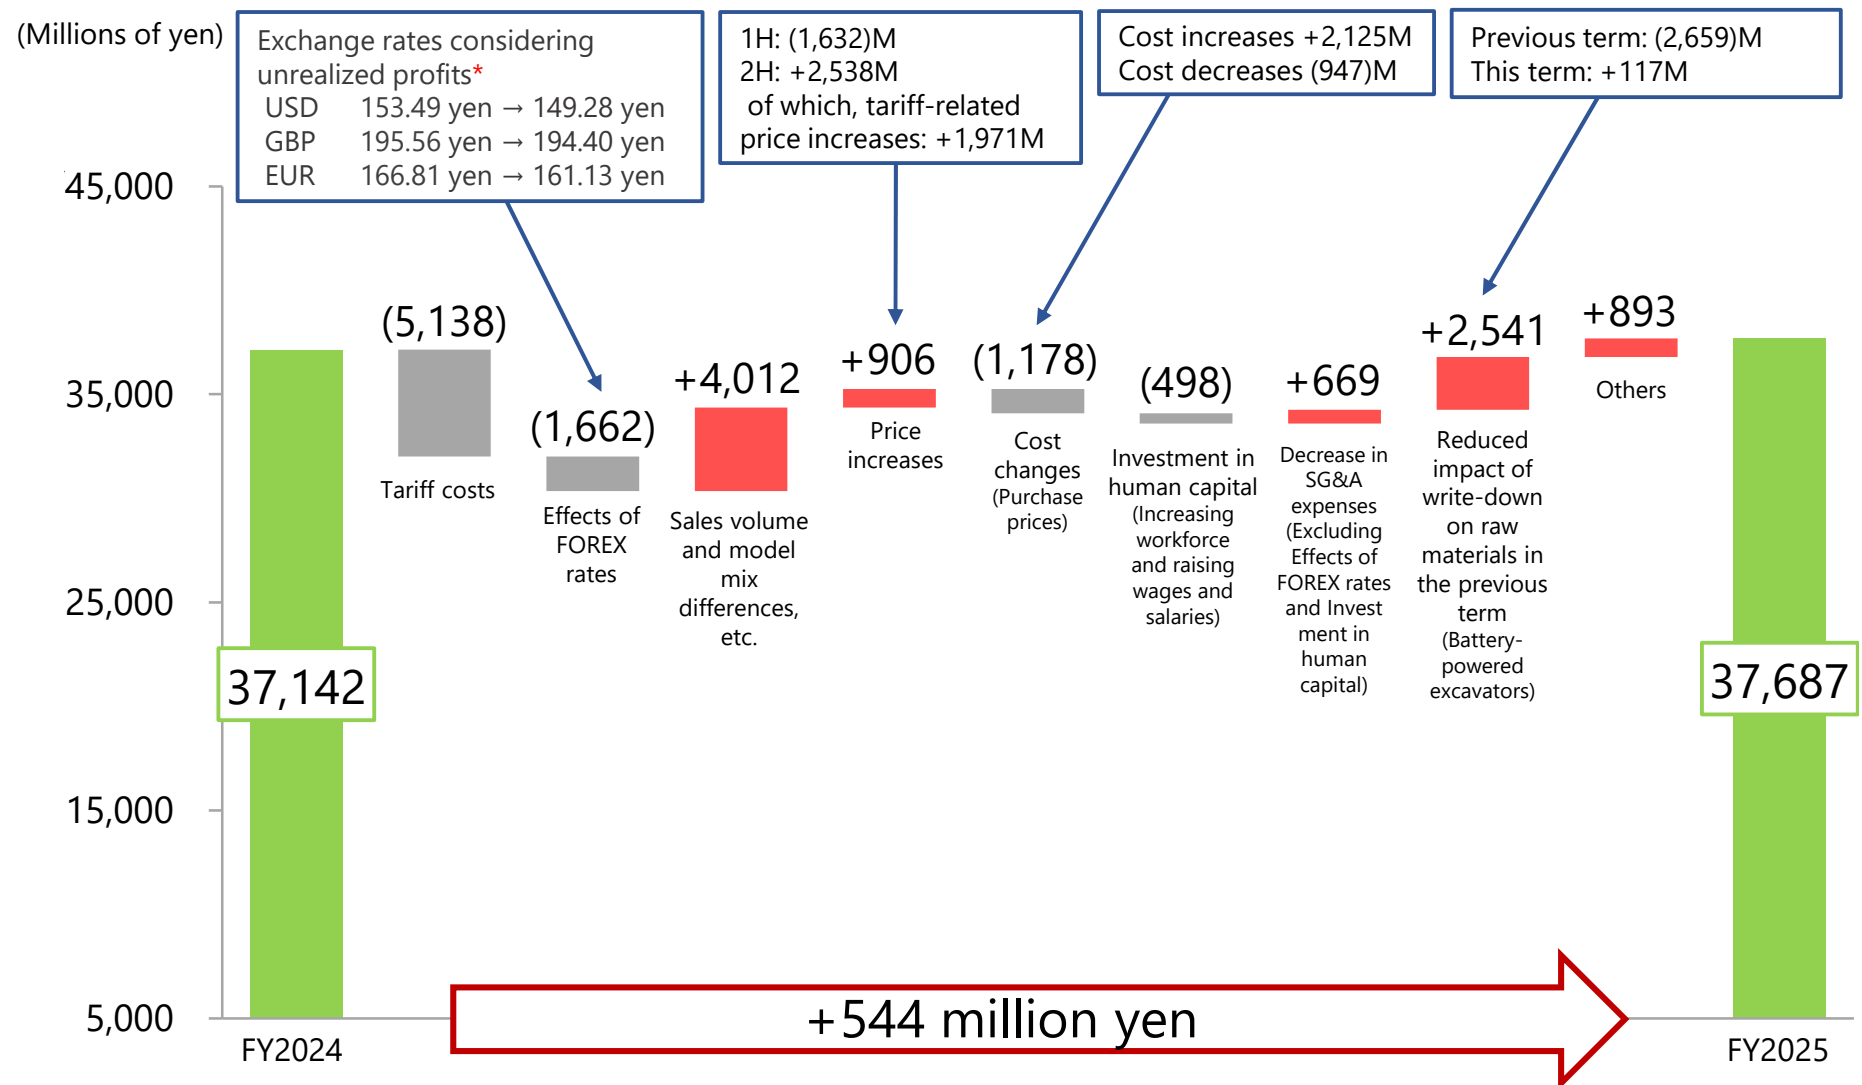 (Millions of yen)
Exchange rates considering
unrealized profits*
USD 153.49 yen → 149.28 yen
GBP 195.56 yen → 194.40 yen
EUR 166.81 yen → 161.13 yen
1H: (1,632)M
2H: +2,538M
of which, tariff-related
price increases: +1,971M
Cost increases +2,125M
Cost decreases (947)M
Previous term: (2,659)M
This term: +117M
45,000
35,000
25,000
15,000
5,000
37,142
FY2024
(5,138)
Tariff costs
(1,662)
Effects of
FOREX
rates
+4,012
Sales volume
and model
mix
differences,
etc.
+906
Price
increases
(1,178)
Cost
changes
(Purchase
prices)
(498)
Investment in
human capital
(Increasing
workforce
and raising
wages and
salaries)
+669
Decrease in
SG&A
expenses
(Excluding
Effects of
FOREX rates
and Invest
ment in
human
capital)
+2,541
Reduced
impact of
write-down
on raw
materials in
the previous
term
(Battery-
powered
excavators)
+893
Others
37,687
FY2025
+544 million yen